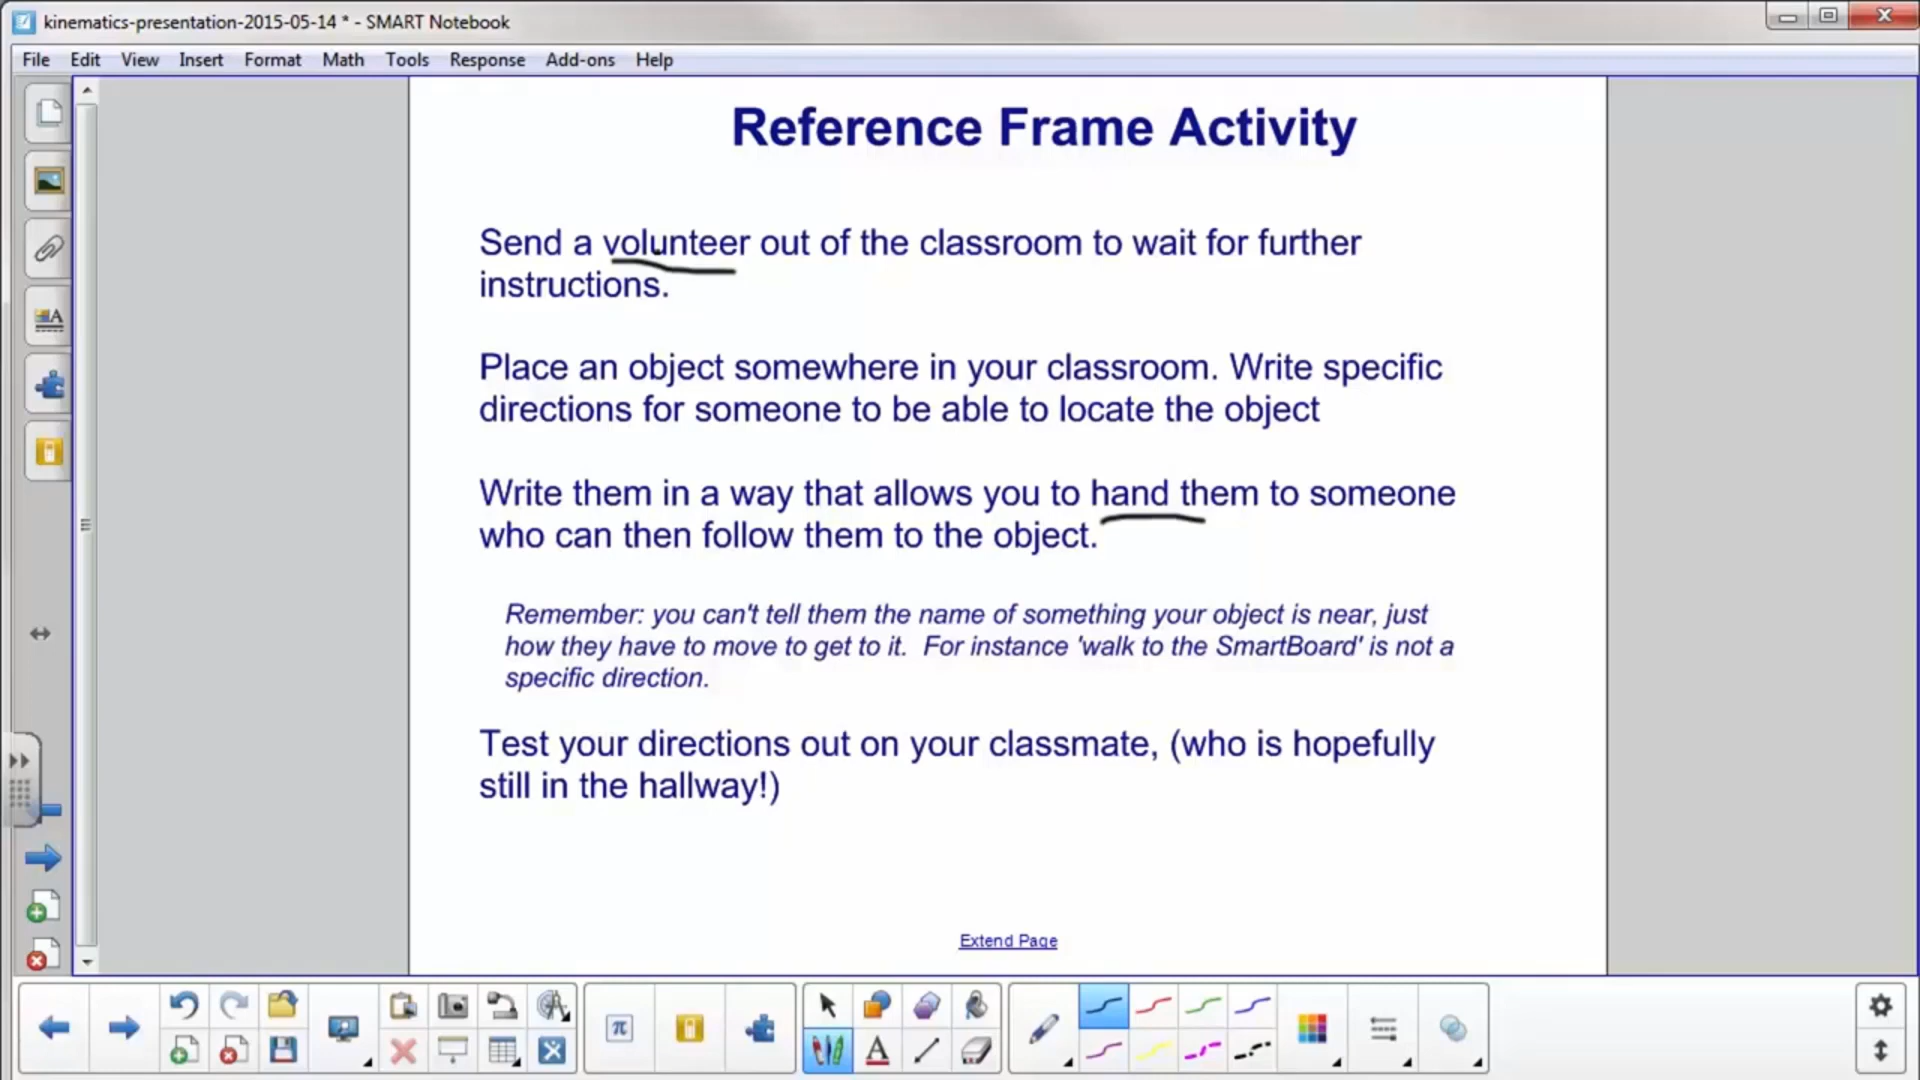 kinematics-presentation-2015-05-14 * - SMART Notebook
File Edit View Insert Format Math Tools Response Add-ons Help
Reference Frame Activity
Send a volunteer out of the classroom to wait for further
instructions.
Place an object somewhere in your classroom. Write specific
directions for someone to be able to locate the object
Write them in a way that allows you to hand them to someone
who can then follow them to the object.
Remember: you can't tell them the name of something your object is near, just
how they have to move to get to it.  For instance 'walk to the SmartBoard' is not a
specific direction.
Test your directions out on your classmate, (who is hopefully
still in the hallway!)
Extend Page